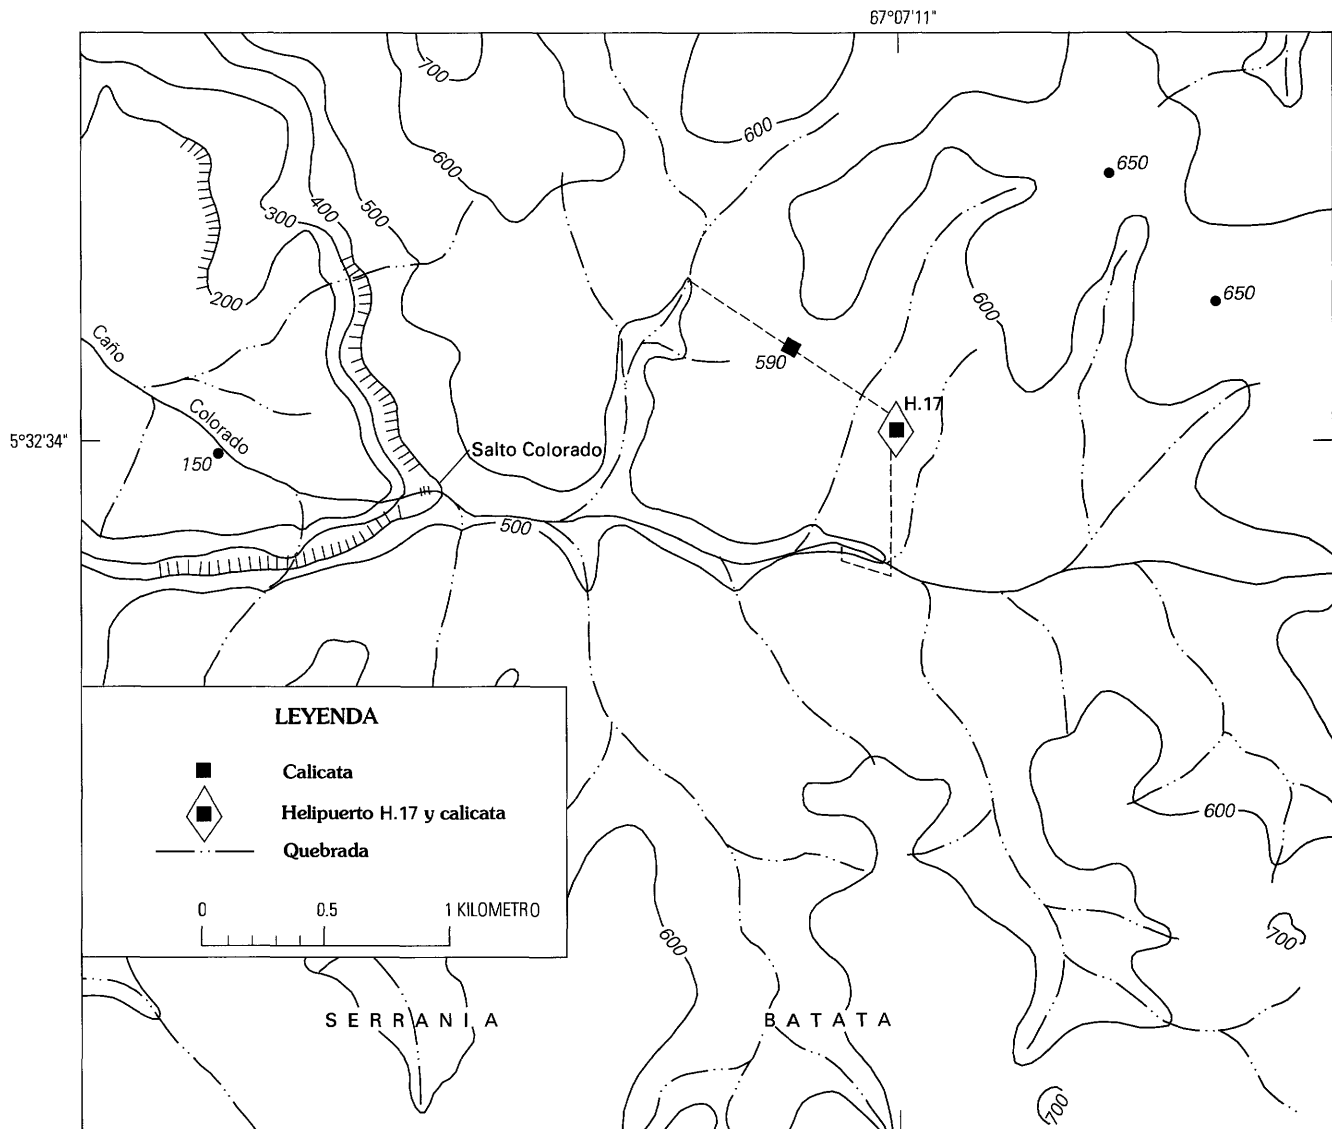 67°07'11"
700
600
600
650
300
400
500
200
650
600
Caño
Colorado
590
H.17
5°32'34"
150
Salto Colorado
500
LEYENDA
Calicata
Helipuerto H.17 y calicata
Quebrada
0 0.5 1 KILOMETRO
600
600
700
SERRANIA BATATA
700